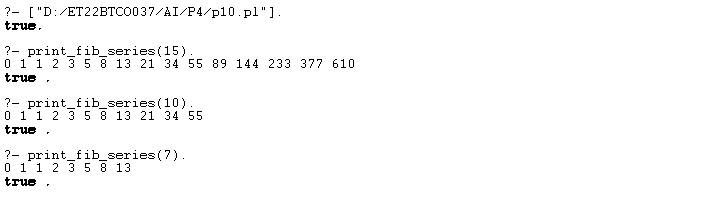 ?- ["D:/ET22BTCO037/AI/P4/p10.pl"].
true.
?- print_fib_series(15).
0 1 1 2 3 5 8 13 21 34 55 89 144 233 377 610
true .
?- print_fib_series(10).
0 1 1 2 3 5 8 13 21 34 55
true .
?- print_fib_series(7).
0 1 1 2 3 5 8 13
true .